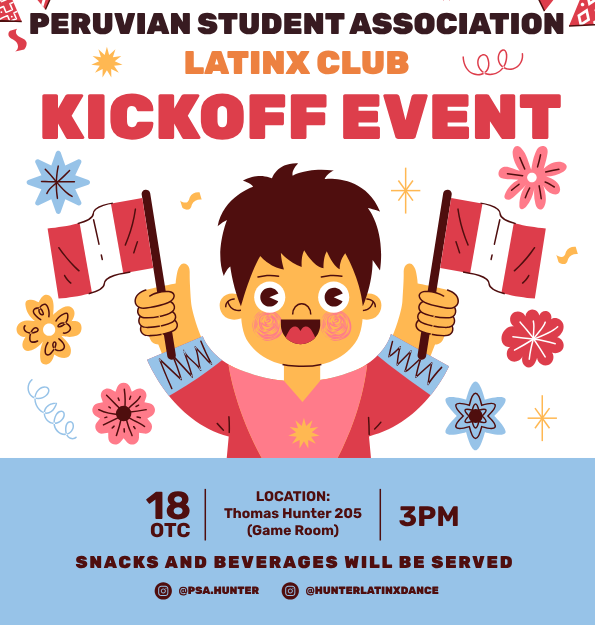 PERUVIAN STUDENT ASSOCIATION
LATINX CLUB
KICKOFF EVENT
18
OTC
LOCATION:
Thomas Hunter 205
(Game Room)
3PM
SNACKS AND BEVERAGES WILL BE SERVED
@PSA.HUNTER @HUNTERLATINXDANCE